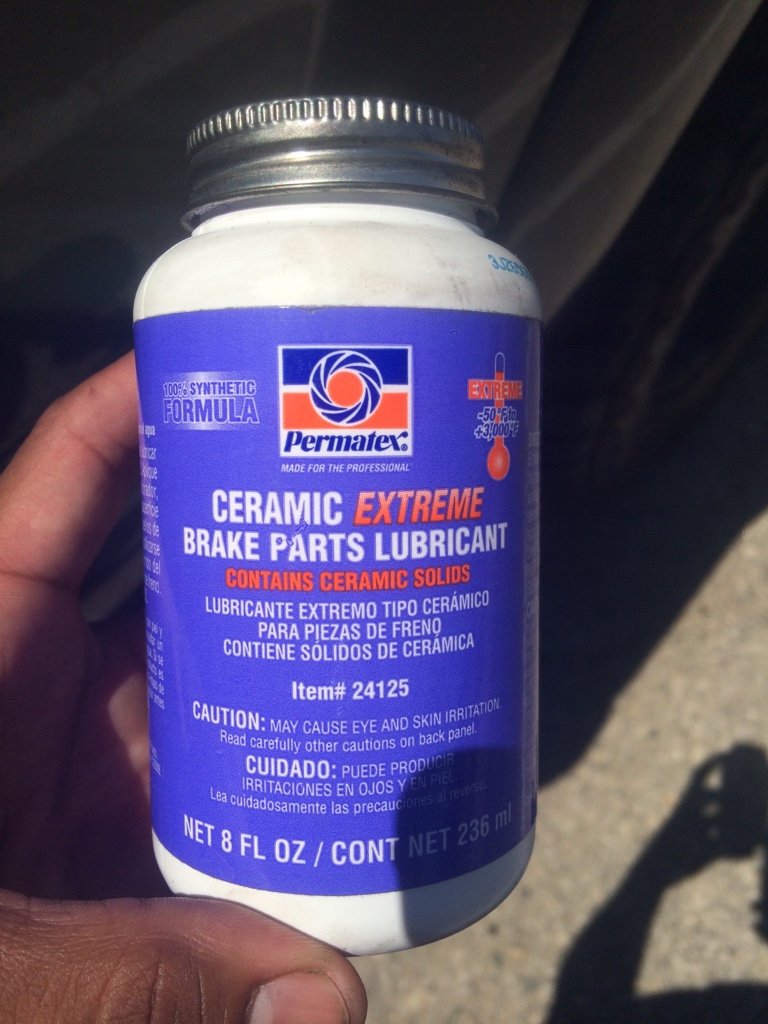 3J265
100% SYNTHETIC
FORMULA
Permatex®
MADE FOR THE PROFESSIONAL®
EXTREME
-50°F to
+3,000°F
CERAMIC EXTREME
BRAKE PARTS LUBRICANT
CONTAINS CERAMIC SOLIDS
LUBRICANTE EXTREMO TIPO CERÁMICO
PARA PIEZAS DE FRENO
CONTIENE SÓLIDOS DE CERÁMICA
Item# 24125
CAUTION: MAY CAUSE EYE AND SKIN IRRITATION.
Read carefully other cautions on back panel.
CUIDADO: PUEDE PRODUCIR
IRRITACIONES EN OJOS Y EN PIEL
Lea cuidadosamente las precauciones al reverso.
NET 8 FL OZ / CONT NET 236 ml